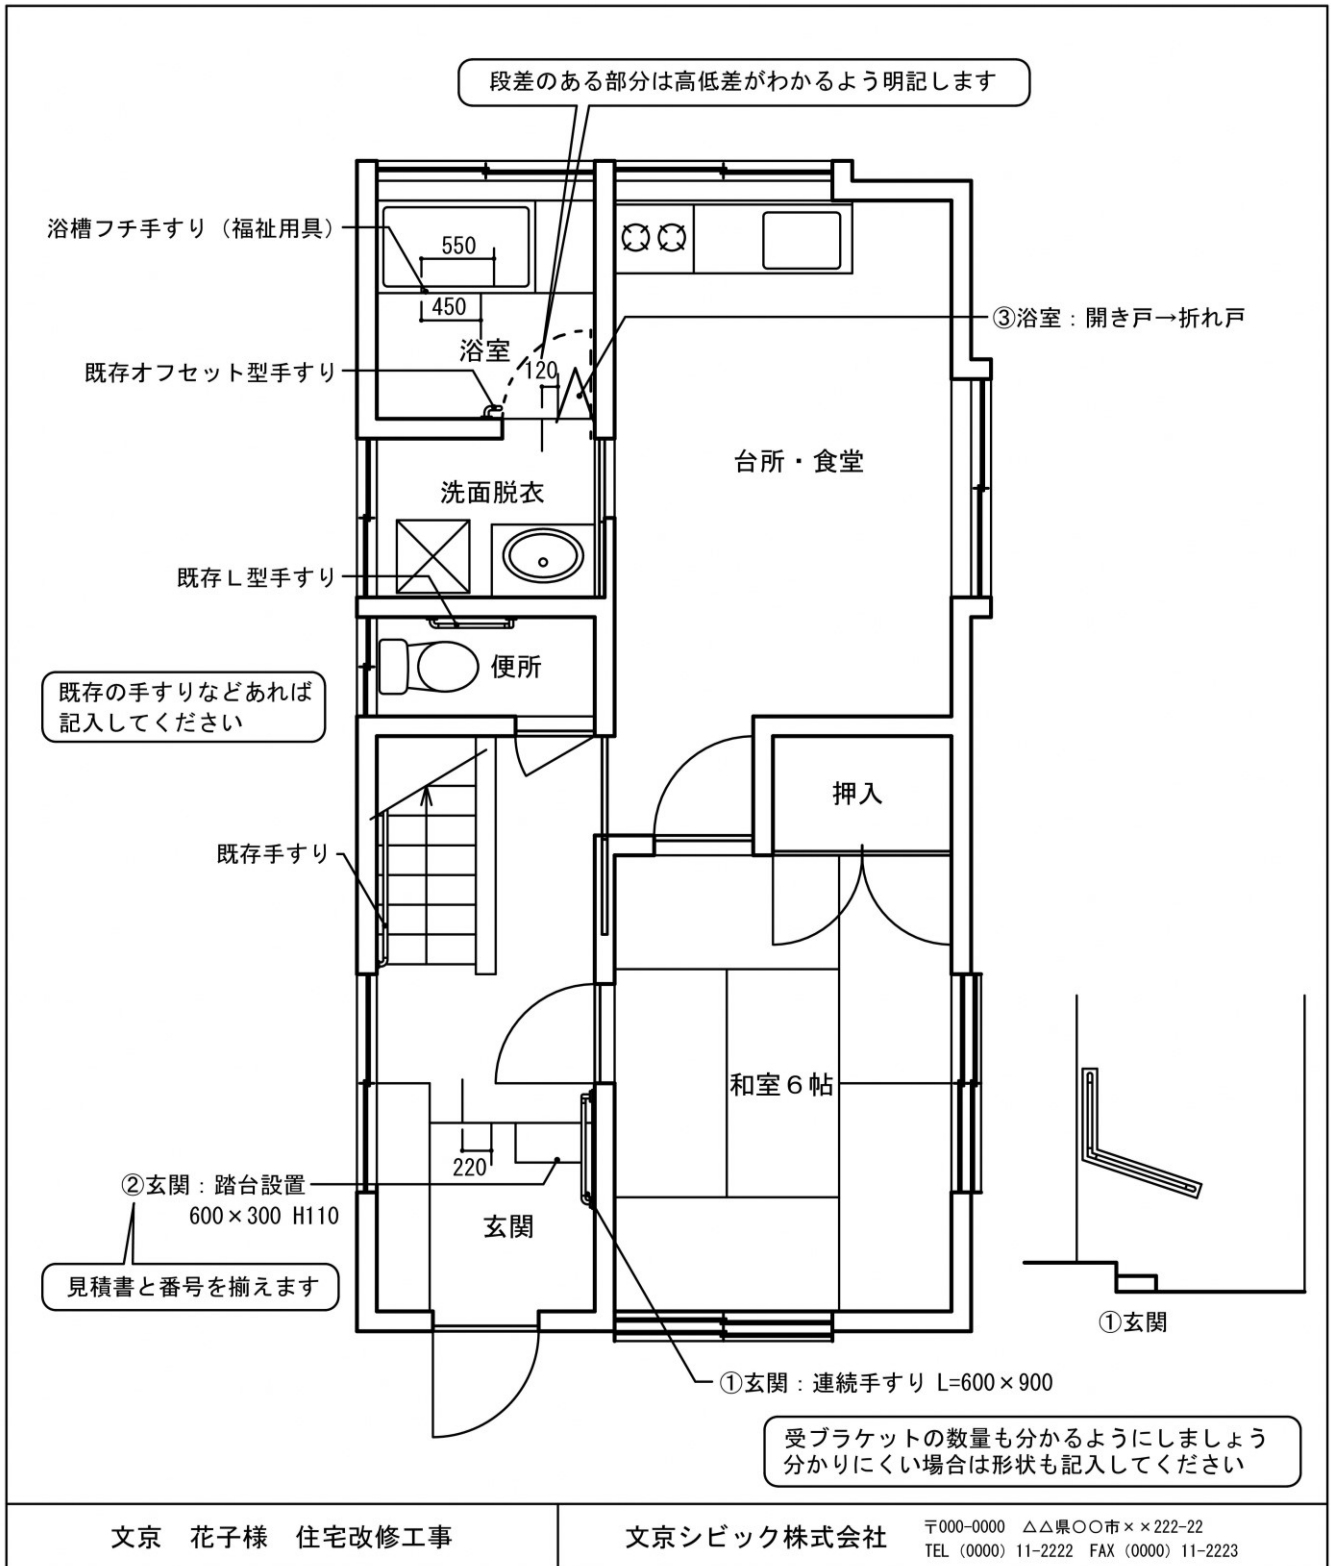 段差のある部分は高低差がわかるよう明記します
浴槽フチ手すり（福祉用具）
550
450
③浴室：開き戸→折れ戸
浴室
既存オフセット型手すり
120
台所・食堂
洗面脱衣
既存Ｌ型手すり
便所
既存の手すりなどあれば
記入してください
押入
既存手すり
和室６帖
220
②玄関：踏台設置
600×300 H110
玄関
見積書と番号を揃えます
①玄関
①玄関：連続手すり L=600×900
受ブラケットの数量も分かるようにしましょう
分かりにくい場合は形状も記入してください
文京　花子様　住宅改修工事
文京シビック株式会社
〒000-0000　△△県〇〇市××222-22
TEL（0000）11-2222　FAX（0000）11-2223